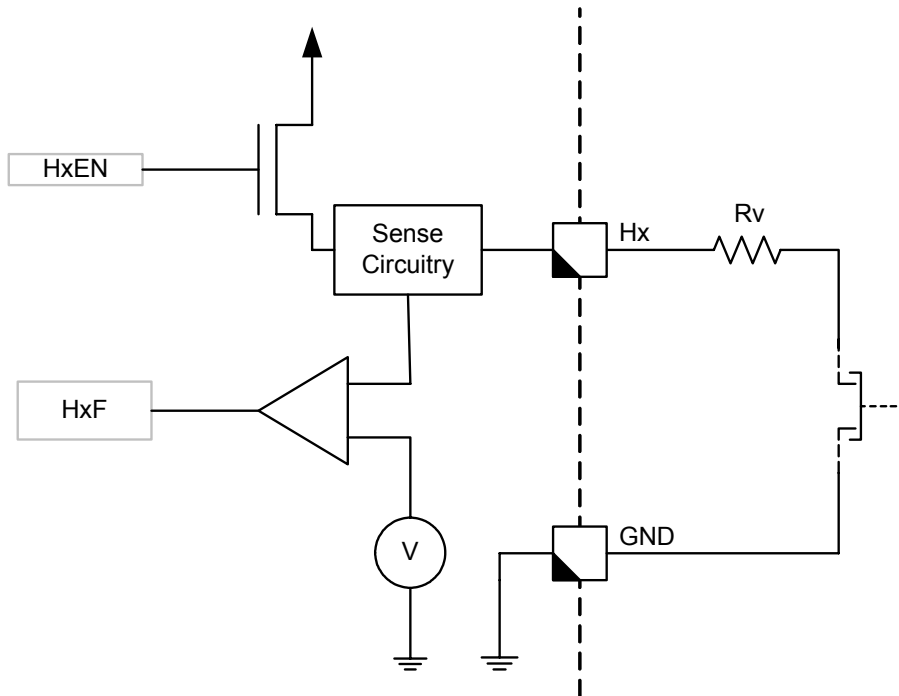 HxEN
Sense
Circuitry
Hx
Rv
HxF
V
GND